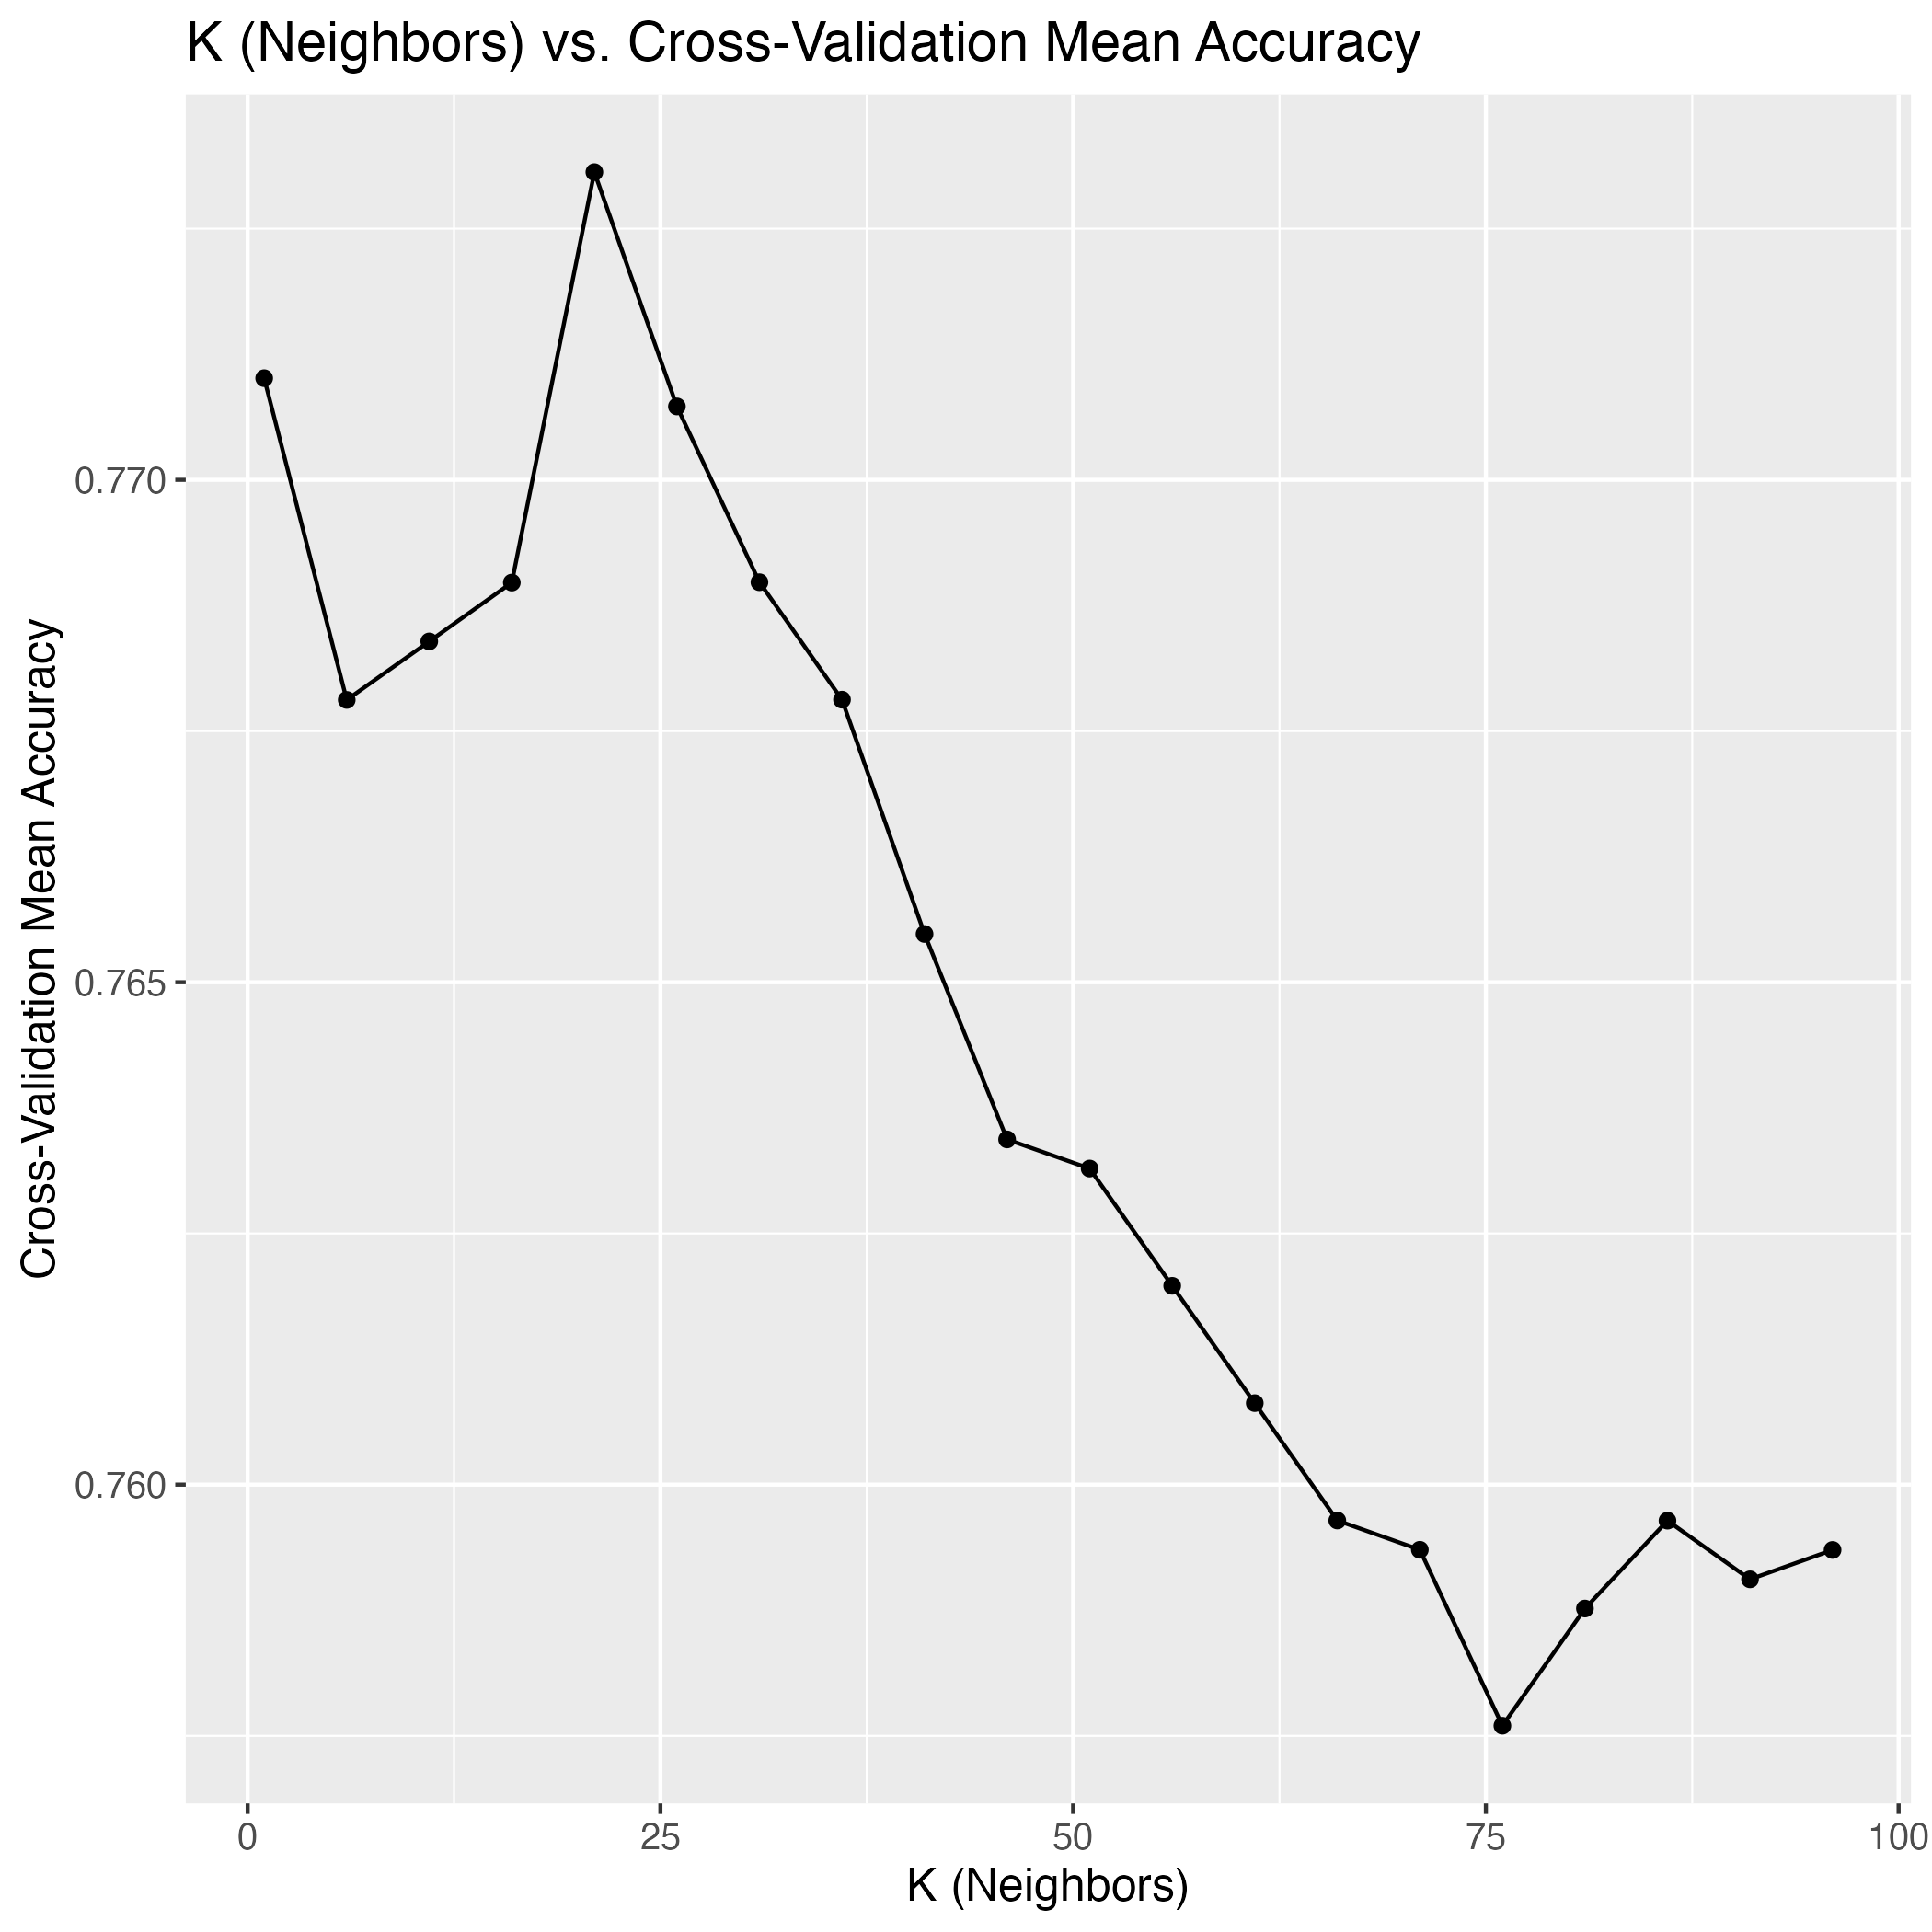 K (Neighbors) vs. Cross-Validation Mean Accuracy
Cross-Validation Mean Accuracy
0.770
0.765
0.760
0 25 50 75 100
K (Neighbors)